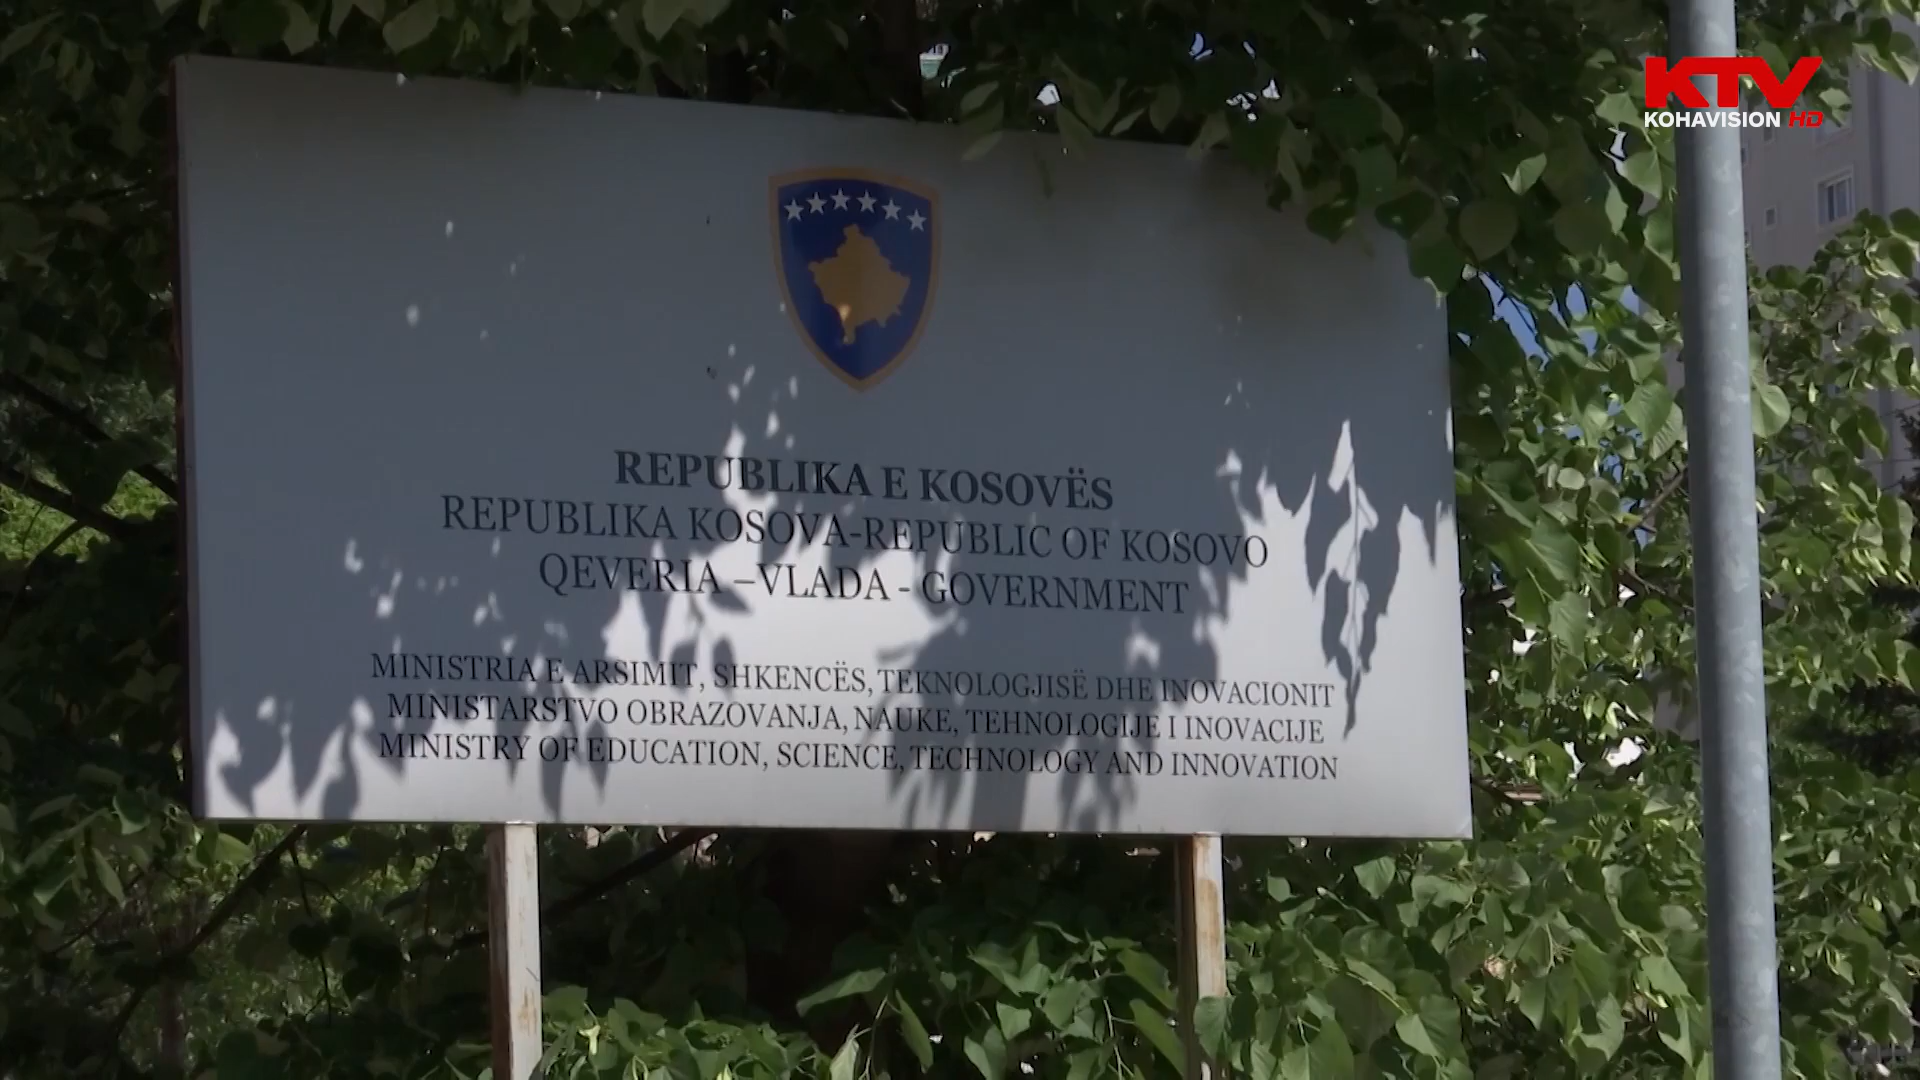 KTV
KOHAVISION HD
REPUBLIKA E KOSOVËS
REPUBLIKA KOSOVA-REPUBLIC OF KOSOVO
QEVERIA –VLADA - GOVERNMENT
MINISTRIA E ARSIMIT, SHKENCËS, TEKNOLOGJISË DHE INOVACIONIT
MINISTARSTVO OBRAZOVANJA, NAUKE, TEHNOLOGIJE I INOVACIJE
MINISTRY OF EDUCATION, SCIENCE, TECHNOLOGY AND INNOVATION